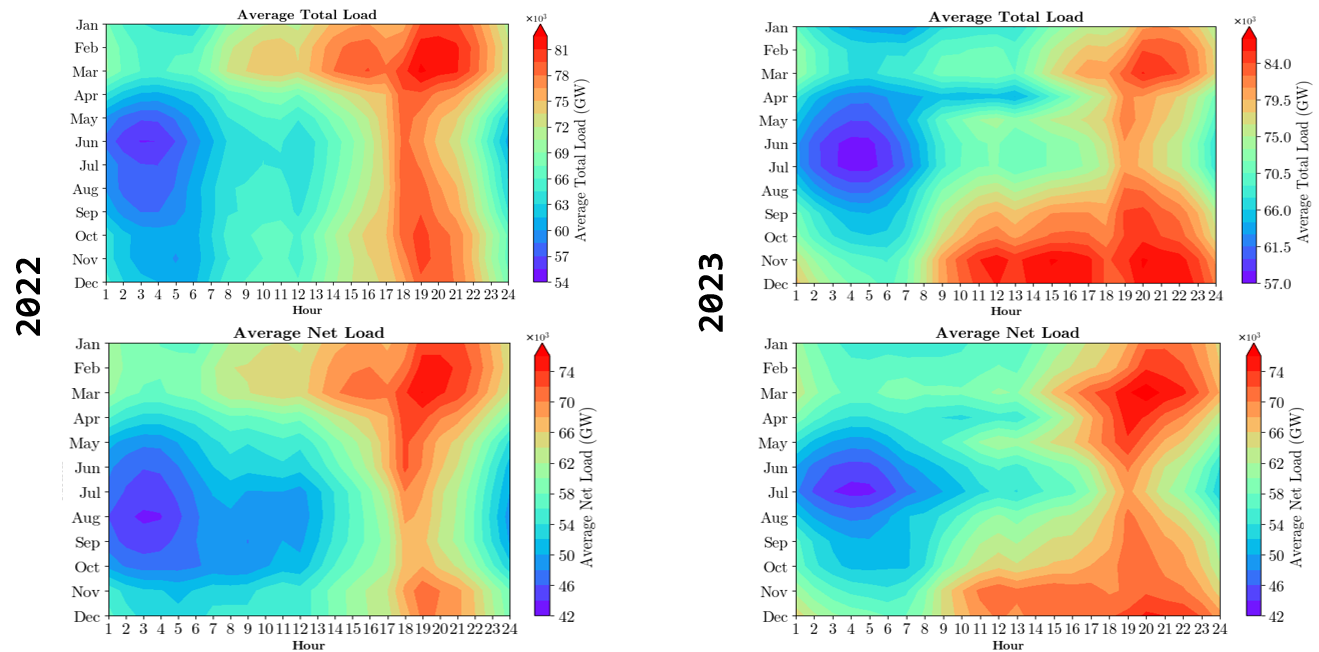 2022
Average Total Load
Jan
Feb
Mar
Apr
May
Jun
Jul
Aug
Sep
Oct
Nov
Dec
1 2 3 4 5 6 7 8 9 10 11 12 13 14 15 16 17 18 19 20 21 22 23 24
Hour
×10³
81
78
75
72
69
66
63
60
57
54
Average Total Load (GW)
Average Net Load
Jan
Feb
Mar
Apr
May
Jun
Jul
Aug
Sep
Oct
Nov
Dec
1 2 3 4 5 6 7 8 9 10 11 12 13 14 15 16 17 18 19 20 21 22 23 24
Hour
×10³
74
70
66
62
58
54
50
46
42
Average Net Load (GW)
2023
Average Total Load
Jan
Feb
Mar
Apr
May
Jun
Jul
Aug
Sep
Oct
Nov
Dec
1 2 3 4 5 6 7 8 9 10 11 12 13 14 15 16 17 18 19 20 21 22 23 24
Hour
×10³
84.0
79.5
75.0
70.5
66.0
61.5
57.0
Average Total Load (GW)
Average Net Load
Jan
Feb
Mar
Apr
May
Jun
Jul
Aug
Sep
Oct
Nov
Dec
1 2 3 4 5 6 7 8 9 10 11 12 13 14 15 16 17 18 19 20 21 22 23 24
Hour
×10³
74
70
66
62
58
54
50
46
42
Average Net Load (GW)